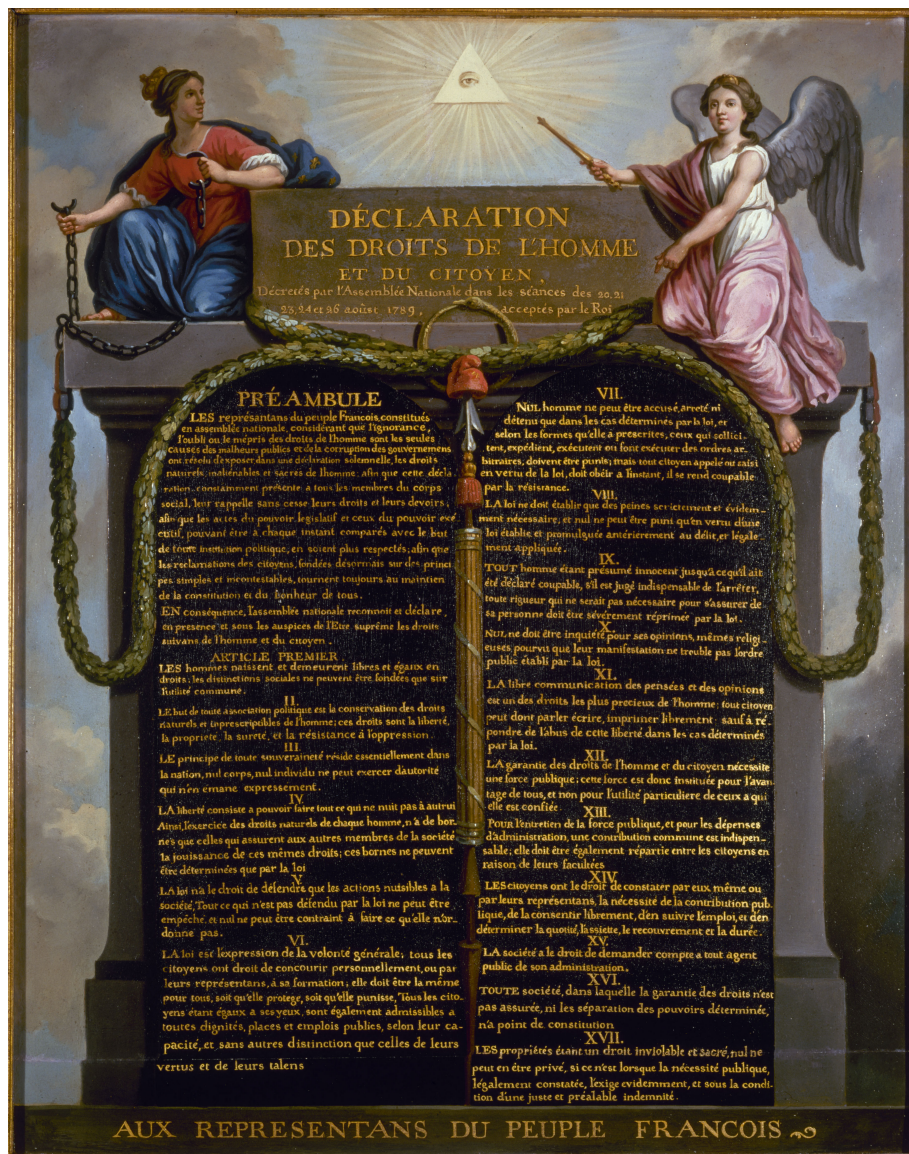 DÉCLARATION
DES DROITS DE L'HOMME
ET DU CITOYEN,
Décretés par l'Assemblée Nationale dans les séances des 20, 21
23, 24 et 26 aoûst 1789, acceptés par le Roi
PRÉAMBULE
LES représentans du peuple François, constitués
en assemblée nationale, considérant que l'ignorance,
l'oubli ou le mépris des droits de l'homme sont les seules
causes des malheurs publics et de la corruption des gouvernemens
ont résolu d'exposer dans une déclaration solemnelle, les droits
naturels, inaliénables et sacrés de l'homme; afin que cette décla
ration, constamment présente a tous les membres du corps
social, leur rappelle sans cesse leurs droits et leurs devoirs;
afin que les actes du pouvoir legislatif et ceux du pouvoir exé
cutif, pouvant être à chaque instant comparés avec le but
de toute institution politique, en soient plus respectés; afin que
les reclamations des citoyens, fondées désormais sur des princi
pes simples et incontestables, tournent toujours au maintien
de la constitution et du bonheur de tous.
EN conséquence, l'assemblée nationale reconnoit et déclare
en presence et sous les auspices de l'Etre suprême les droits
suivans de l'homme et du citoyen.
ARTICLE PREMIER
LES hommes naissent et demeurent libres et égaux en
droits; les distinctions sociales ne peuvent être fondées que sur
l'utilité commune.
II.
LE but de toute association politique est la conservation des droits
naturels et inprescriptibles de l'homme; ces droits sont la liberté,
la propriété, la sureté, et la résistance à l'oppression.
III.
LE principe de toute souveraineté réside essentiellement dans
la nation, nul corps, nul individu ne peut exercer d'autorité
qui n'en émane expressement.
IV.
LA liberté consiste a pouvoir faire tout ce qui ne nuit pas à autrui
Ainsi, l'exercice des droits naturels de chaque homme, n'a de bor-
nes que celles qui assurent aux autres membres de la société
la jouissance de ces mêmes droits; ces bornes ne peuvent
être déterminées que par la loi
V.
LA loi n'a le droit de défendre que les actions nuisibles a la
société, Tout ce qui n'est pas défendu par la loi ne peut être
empêché, et nul ne peut être contraint à faire ce qu'elle n'or-
donne pas.
VI.
LA loi est l'expression de la volonté générale; tous les
citoyens ont droit de concourir personnellement, ou par
leurs représentans, à sa formation; elle doit être la même
pour tous, soit qu'elle protege, soit qu'elle punisse, Tous les cito-
yens étant égaux à ses yeux, sont également admissibles a
toutes dignités, places et emplois publics, selon leur ca-
pacité, et sans autres distinction que celles de leurs
vertus et de leurs talens
VII.
NUL homme ne peut être accusé, arreté, ni
détenu que dans les cas déterminés par la loi, et
selon les formes qu'elle à prescrites, ceux qui sollici-
tent, expédient, exécutent ou font exécuter des ordres ar-
bitraires, doivent être punis; mais tout citoyen appelé ou saisi
en vertu de la loi, doit obéir a l'instant, il se rend coupable
par la résistance.
VIII.
LA loi ne doit établir que des peines strictement et évidem-
ment nécessaire, et nul ne peut être puni qu'en vertu d'une
loi établie et promulguée antérierement au délit, et légale
ment appliquée.
IX.
TOUT homme étant présumé innocent jusqu'a ce qu'il ait
été déclaré coupable, s'il est jugé indispensable de l'arrêter,
toute rigueur qui ne serait pas nécessaire pour s'assurer de
sa personne doit être sévèrement réprimée par la loi.
X.
NUL ne doit être inquiété pour ses opinions, mêmes religi
euses pourvu que leur manifestation ne trouble pas l'ordre
public établi par la loi.
XI.
LA libre communication des pensées et des opinions
est un des droits les plus precieux de l'homme; tout citoyen
peut dont parler écrire, imprimer librement sauf à ré
pondre de l'abus de cette liberté dans les cas déterminés
par la loi.
XII.
LA garantie des droits de l'homme et du citoyen nécessite
une force publique; cette force est donc instituée pour l'avan
tage de tous, et non pour l'utilité particuliere de ceux a qui
elle est confiée.
XIII.
POUR l'entretien de la force publique, et pour les dépenses
d'administration, une contribution commune est indispen-
sable; elle doit être également répartie entre les citoyens en
raison de leurs facultées
XIV.
LES citoyens ont le droit de constater par eux même ou
par leurs représentans, la nécessité de la contribution pub-
lique, de la consentir librement, d'en suivre l'emploi, et d'en
déterminer la quotité, l'assiette, le recouvrement et la durée.
XV.
LA société a le droit de demander compte a tout agent
public de son administration.
XVI.
TOUTE société, dans laquelle la garantie des droits n'est
pas assurée, ni les séparation des pouvoirs déterminée,
n'a point de constitution
XVII.
LES propriétés étant un droit inviolable et sacré, nul ne
peut en être privé, si ce n'est lorsque la nécessité publique,
légalement constatée, l'exige evidemment, et sous la condi-
tion d'une juste et préalable indemnité.
AUX REPRESENTANS DU PEUPLE FRANCOIS